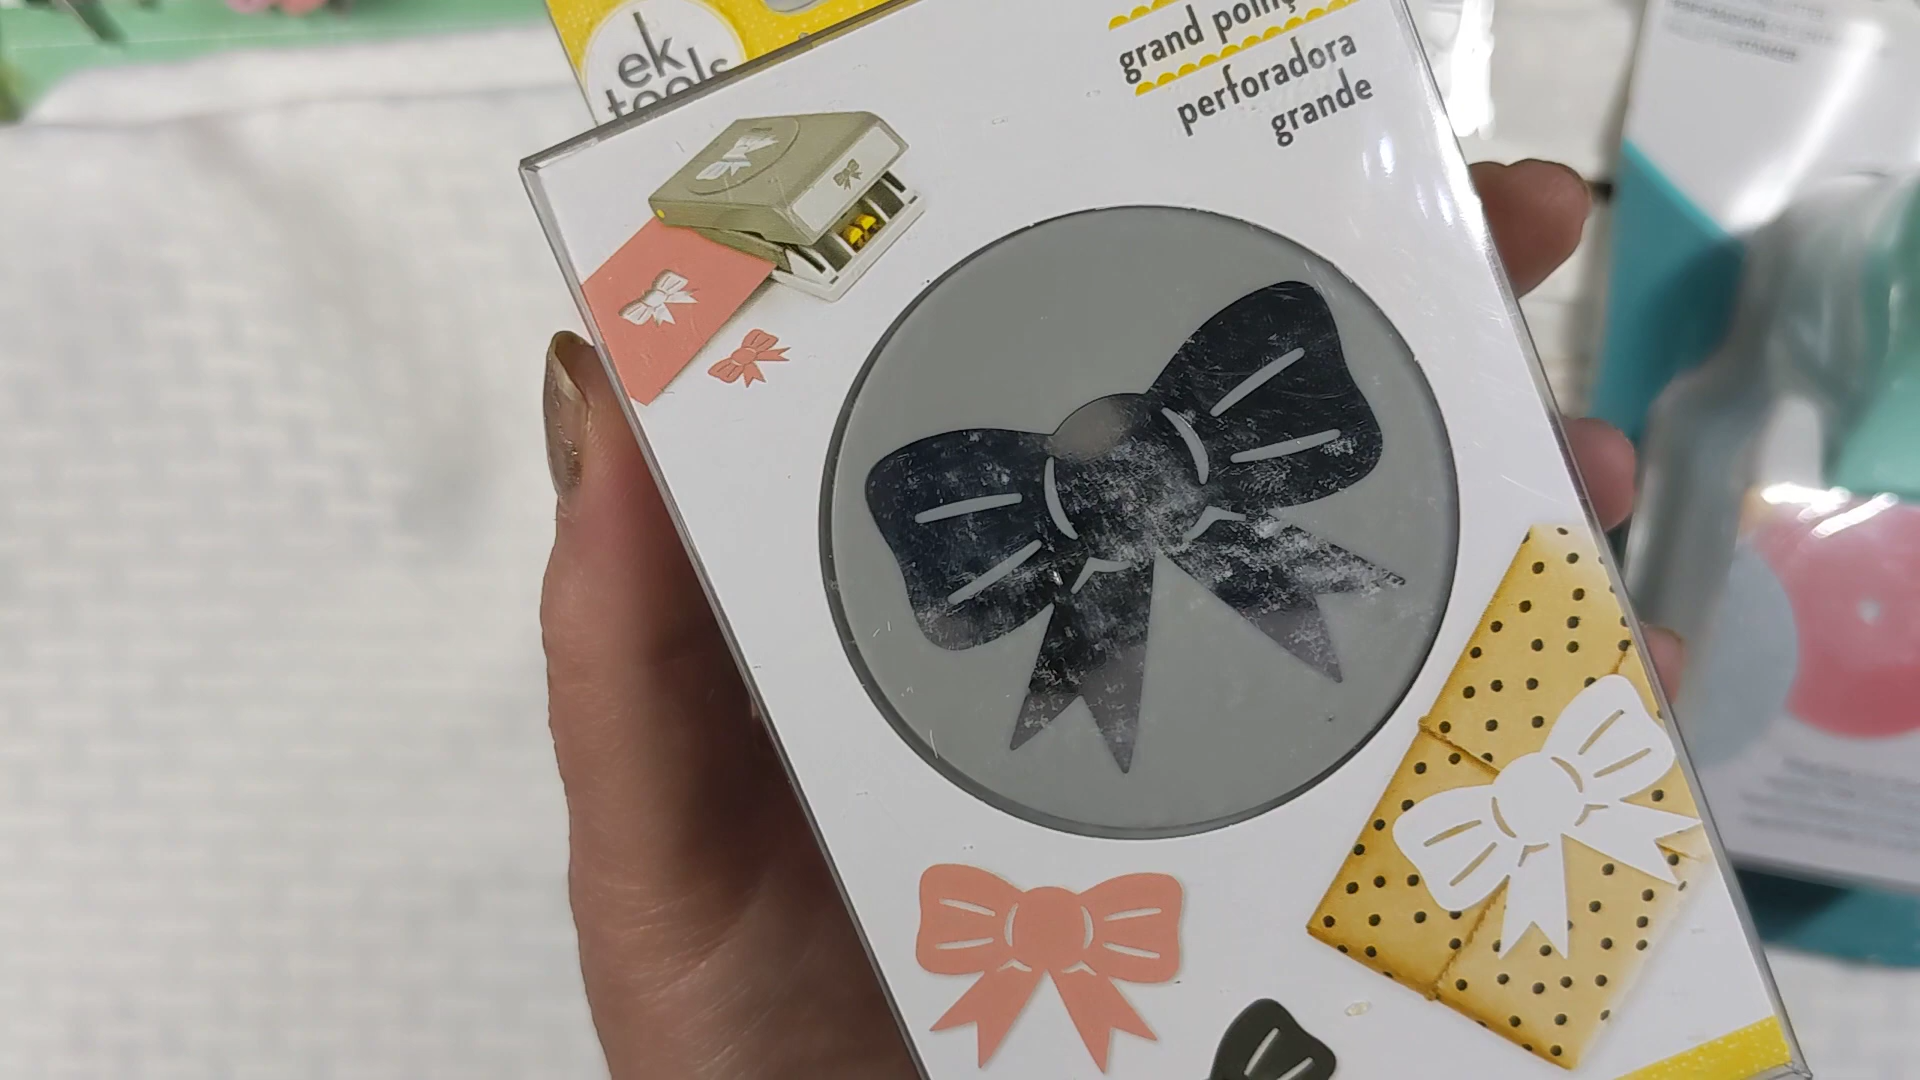 ek
tools
grand poinç
perforadora
grande